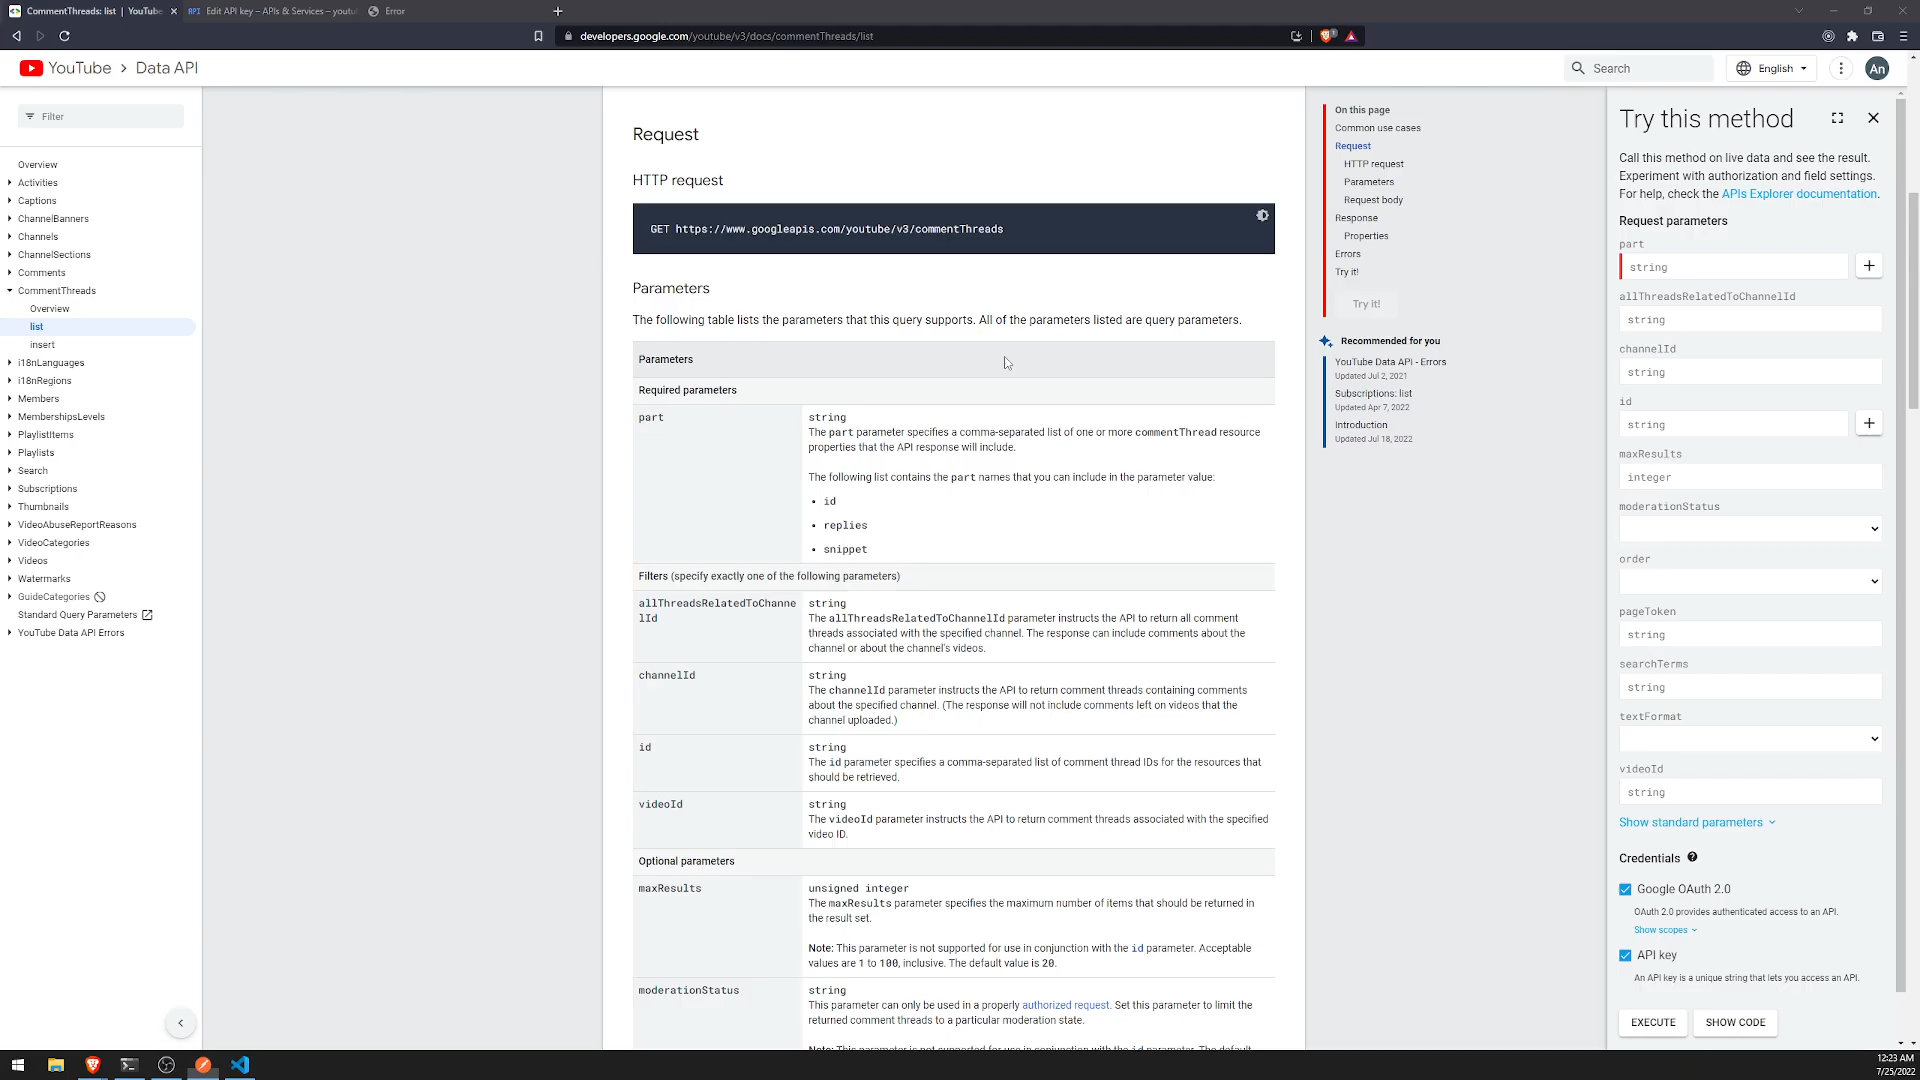 CommentThreads: list | YouTube
Edit API key – APIs & Services – youtu
Error
developers.google.com/youtube/v3/docs/commentThreads/list
YouTube > Data API
Search
English
An
Filter
Overview
Activities
Captions
ChannelBanners
Channels
ChannelSections
Comments
CommentThreads
Overview
list
insert
i18nLanguages
i18nRegions
Members
MembershipsLevels
PlaylistItems
Playlists
Search
Subscriptions
Thumbnails
VideoAbuseReportReasons
VideoCategories
Videos
Watermarks
GuideCategories
Standard Query Parameters
YouTube Data API Errors
Request
HTTP request
GET https://www.googleapis.com/youtube/v3/commentThreads
Parameters
The following table lists the parameters that this query supports. All of the parameters listed are query parameters.
Parameters
Required parameters
part
string
The part parameter specifies a comma-separated list of one or more commentThread resource
properties that the API response will include.
The following list contains the part names that you can include in the parameter value:
id
replies
snippet
Filters (specify exactly one of the following parameters)
allThreadsRelatedToChanne
lId
string
The allThreadsRelatedToChannelId parameter instructs the API to return all comment
threads associated with the specified channel. The response can include comments about the
channel or about the channel's videos.
channelId
string
The channelId parameter instructs the API to return comment threads containing comments
about the specified channel. (The response will not include comments left on videos that the
channel uploaded.)
id
string
The id parameter specifies a comma-separated list of comment thread IDs for the resources that
should be retrieved.
videoId
string
The videoId parameter instructs the API to return comment threads associated with the specified
video ID.
Optional parameters
maxResults
unsigned integer
The maxResults parameter specifies the maximum number of items that should be returned in
the result set.
Note: This parameter is not supported for use in conjunction with the id parameter. Acceptable
values are 1 to 100, inclusive. The default value is 20.
moderationStatus
string
This parameter can only be used in a properly authorized request. Set this parameter to limit the
returned comment threads to a particular moderation state.
Note: This parameter is not supported for use in conjunction with the id parameter. The default
On this page
Common use cases
Request
HTTP request
Parameters
Request body
Response
Properties
Errors
Try it!
Try it!
Recommended for you
YouTube Data API - Errors
Updated Jul 2, 2021
Subscriptions: list
Updated Apr 7, 2022
Introduction
Updated Jul 18, 2022
Try this method
Call this method on live data and see the result.
Experiment with authorization and field settings.
For help, check the APIs Explorer documentation.
Request parameters
part
string
allThreadsRelatedToChannelId
string
channelId
string
id
string
maxResults
integer
moderationStatus
order
pageToken
string
searchTerms
string
textFormat
videoId
string
Show standard parameters
Credentials
Google OAuth 2.0
OAuth 2.0 provides authenticated access to an API.
Show scopes
API key
An API key is a unique string that lets you access an API.
EXECUTE
SHOW CODE
12:23 AM
7/25/2022